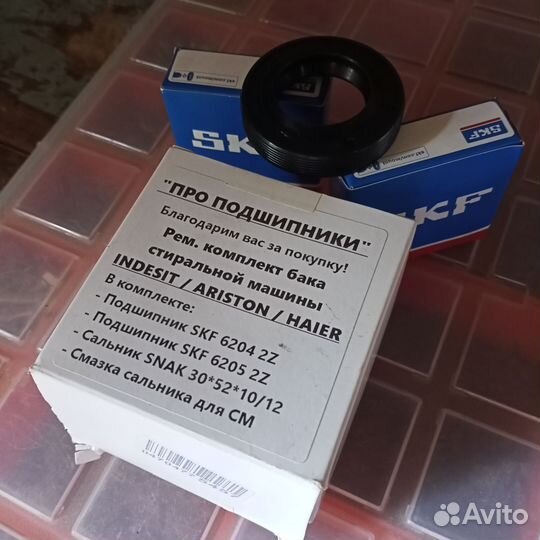 SKF
SKF
SKF
"ПРО ПОДШИПНИКИ"
Благодарим вас за покупку!
Рем. комплект бака
стиральной машины
INDESIT / ARISTON / HAIER
В комплекте:
- Подшипник SKF 6204 2Z
- Подшипник SKF 6205 2Z
- Сальник SNAK 30*52*10/12
- Смазка сальника для СМ
Avito